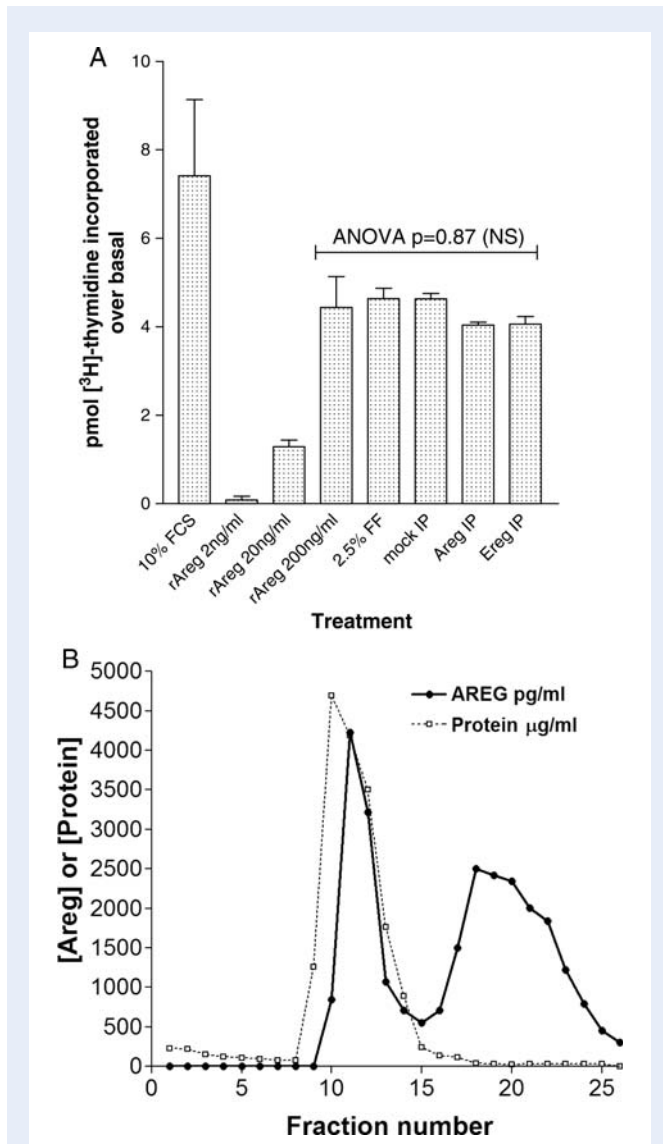 A
10
8
6
4
2
0
pmol [³H]-thymidine incorporated
over basal
ANOVA p=0.87 (NS)
10% FCS
rAreg 2ng/ml
rAreg 20ng/ml
rAreg 200ng/ml
2.5% FF
mock IP
Areg IP
Ereg IP
Treatment
B
5000
4500
4000
3500
3000
2500
2000
1500
1000
500
0
[Areg] or [Protein]
AREG pg/ml
Protein µg/ml
0
5
10
15
20
25
Fraction number